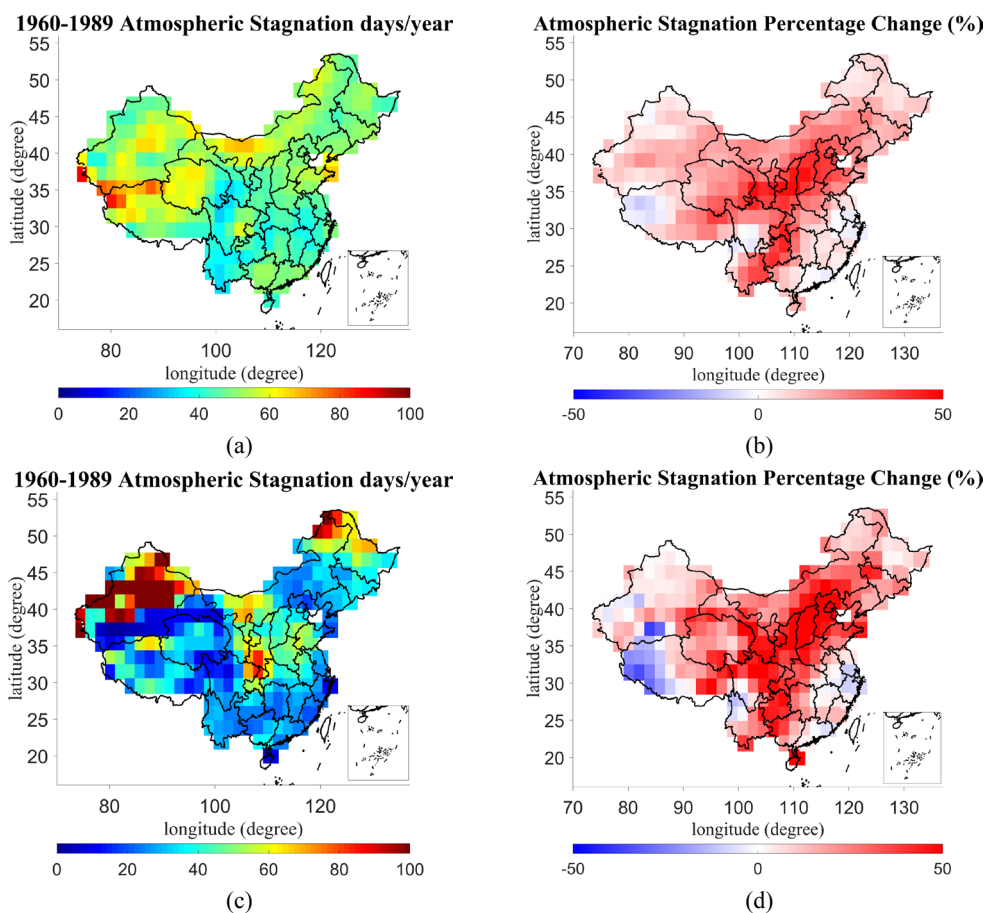 1960-1989 Atmospheric Stagnation days/year
55
50
45
40
35
30
25
20
latitude (degree)
80 100 120
longitude (degree)
0 20 40 60 80 100
(a)
Atmospheric Stagnation Percentage Change (%)
55
50
45
40
35
30
25
20
latitude (degree)
70 80 90 100 110 120 130
longitude (degree)
-50 0 50
(b)
1960-1989 Atmospheric Stagnation days/year
55
50
45
40
35
30
25
20
latitude (degree)
80 100 120
longitude (degree)
0 20 40 60 80 100
(c)
Atmospheric Stagnation Percentage Change (%)
55
50
45
40
35
30
25
20
latitude (degree)
70 80 90 100 110 120 130
longitude (degree)
-50 0 50
(d)